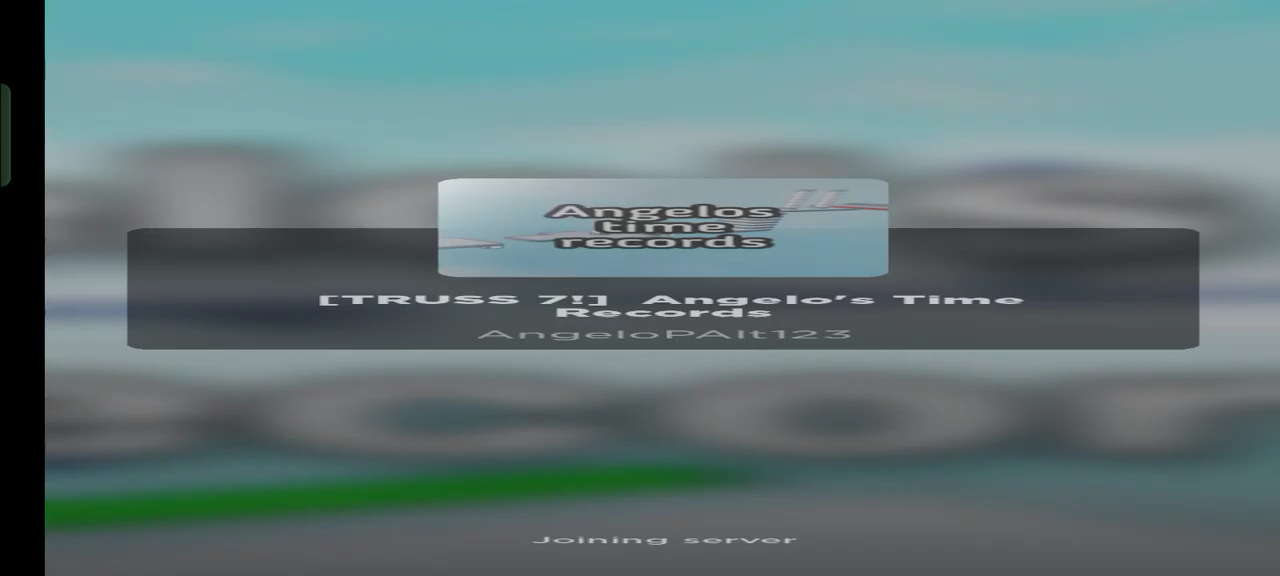 Angelos
time
records
[TRUSS 7!] Angelo's Time
Records
AngeloPAlt123
Joining server